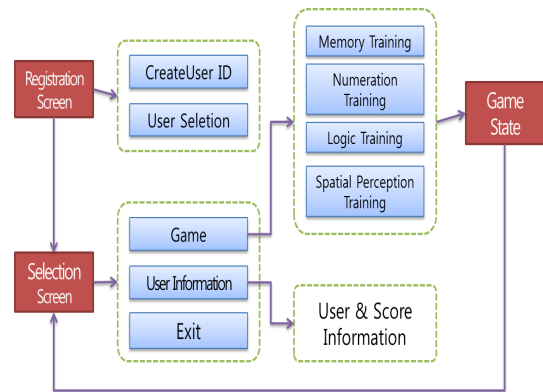 Registration
Screen
CreateUser ID
User Seletion
Memory Training
Numeration
Training
Logic Training
Spatial Perception
Training
Game
State
Selection
Screen
Game
User Information
Exit
User & Score
Information